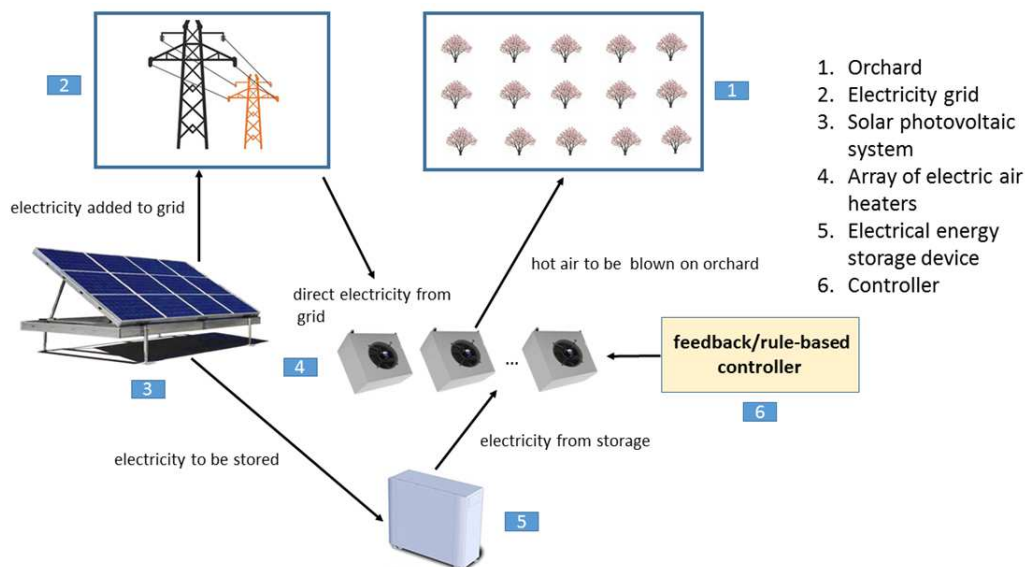 2
1
electricity added to grid
direct electricity from
grid
hot air to be  blown on orchard
3
4
...
feedback/rule-based
controller
6
electricity to be stored
electricity from storage
5
1. Orchard
2. Electricity grid
3. Solar photovoltaic
system
4. Array of electric air
heaters
5. Electrical energy
storage device
6. Controller